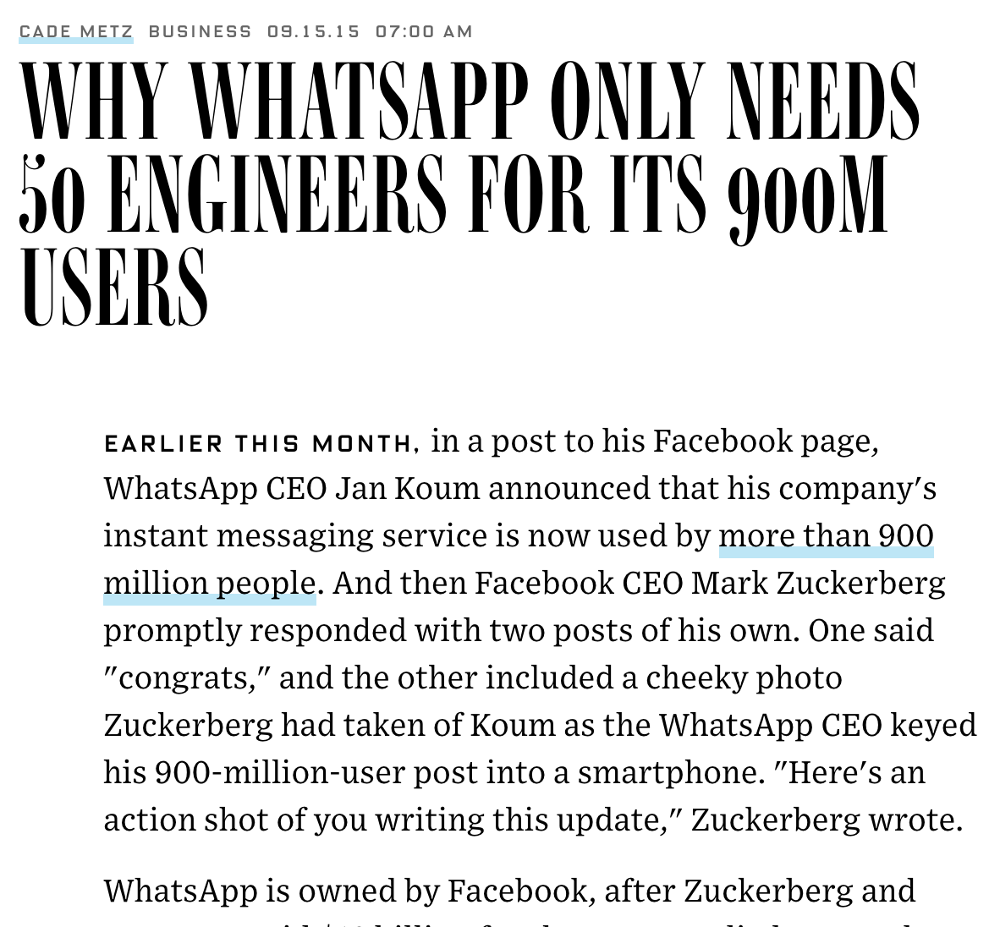 CADE METZ BUSINESS 09.15.15 07:00 AM
WHY WHATSAPP ONLY NEEDS
50 ENGINEERS FOR ITS 900M
USERS
EARLIER THIS MONTH, in a post to his Facebook page,
WhatsApp CEO Jan Koum announced that his company's
instant messaging service is now used by more than 900
million people. And then Facebook CEO Mark Zuckerberg
promptly responded with two posts of his own. One said
"congrats," and the other included a cheeky photo
Zuckerberg had taken of Koum as the WhatsApp CEO keyed
his 900-million-user post into a smartphone. "Here's an
action shot of you writing this update," Zuckerberg wrote.
WhatsApp is owned by Facebook, after Zuckerberg and